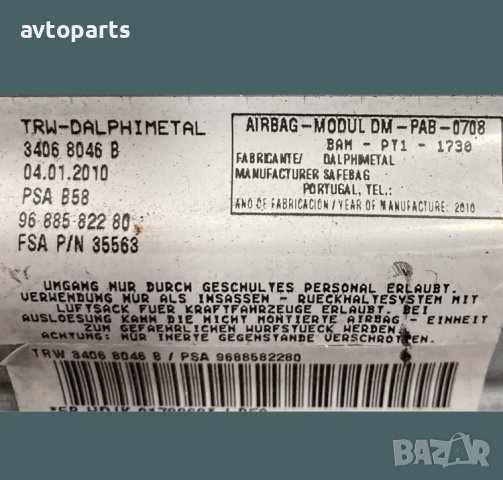 avtoparts
TRW-DALPHIMETAL
3406 8046 B
04.01.2010
PSA B58
96 885 822 80
FSA P/N 35563
AIRBAG-MODUL DM-PAB-0708
BAM - PT1 - 1730
FABRICANTE/ DALPHIMETAL
MANUFACTURER SAFEBAG
PORTUGAL, TEL.:
ANO DE FABRICACION/YEAR OF MANUFACTURE: 2010
UMGANG NUR DURCH GESCHULTES PERSONAL ERLAUBT.
VERWENDUNG NUR ALS INSASSEN - RUECKHALTESYSTEM MIT
LUFTSACK FUER KRAFTFAHRZEUGE ERLAUBT. BEI
AUSLOESUNG KANN DIE NICHT MONTIERTE AIRBAG - EINHEIT
ZUM GEFAEHRLICHEN WURFSTUECK WERDEN.
ACHTUNG: NUR INERTE GEGENSTAENDE VERSCHROTTEN.
TRW 3406 8046 B / PSA 9688582280
BAZAR